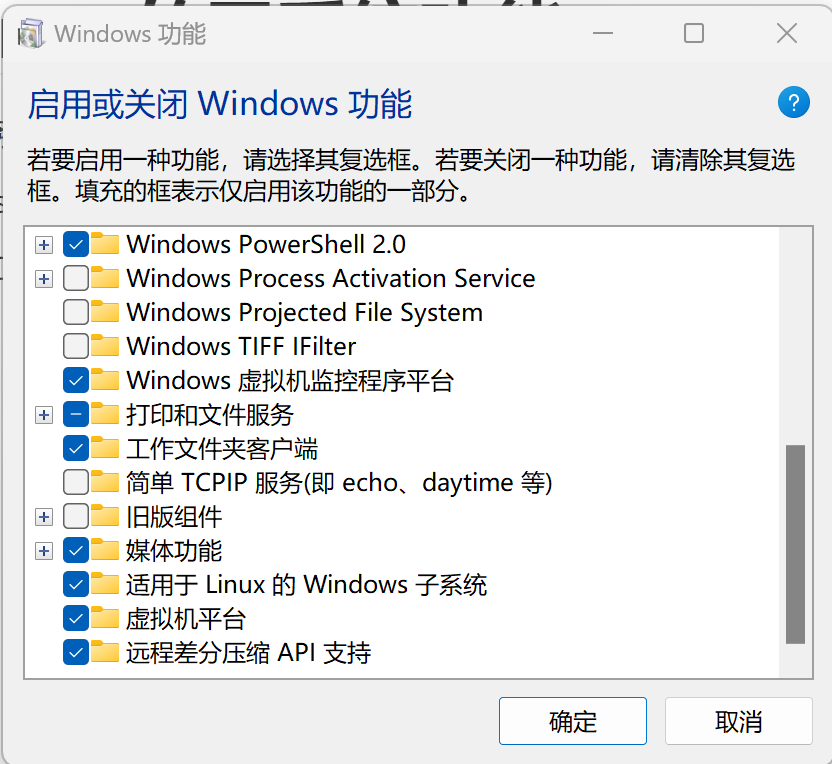 Windows 功能
启用或关闭 Windows 功能
?
若要启用一种功能，请选择其复选框。若要关闭一种功能，请清除其复选
框。填充的框表示仅启用该功能的一部分。
Windows PowerShell 2.0
Windows Process Activation Service
Windows Projected File System
Windows TIFF IFilter
Windows 虚拟机监控程序平台
打印和文件服务
工作文件夹客户端
简单 TCPIP 服务(即 echo、daytime 等)
旧版组件
媒体功能
适用于 Linux 的 Windows 子系统
虚拟机平台
远程差分压缩 API 支持
确定
取消